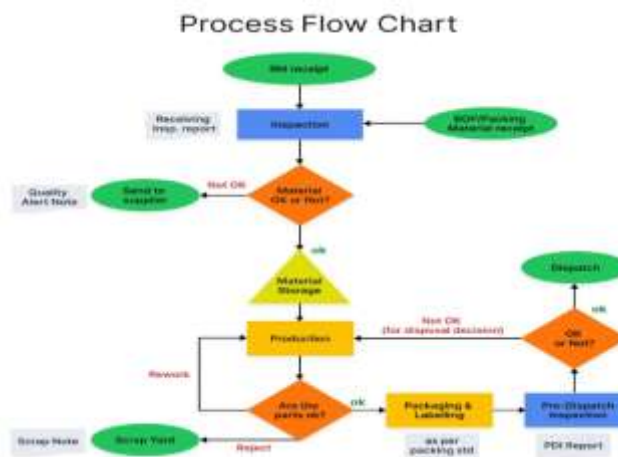 Process Flow Chart
RM receipt
Receiving
Insp. report
Inspection
BOP/Packing
Material receipt
Quality
Alert Note
Send to
supplier
Not OK
Material
OK or Not?
ok
Material
Storage
Dispatch
ok
Not OK
(for disposal decision)
OK
or Not?
Production
Rework
Are the
parts ok?
ok
Packaging &
Labelling
Pre-Dispatch
Inspection
Scrap Note
Scrap Yard
Reject
as per
packing std
PDI Report